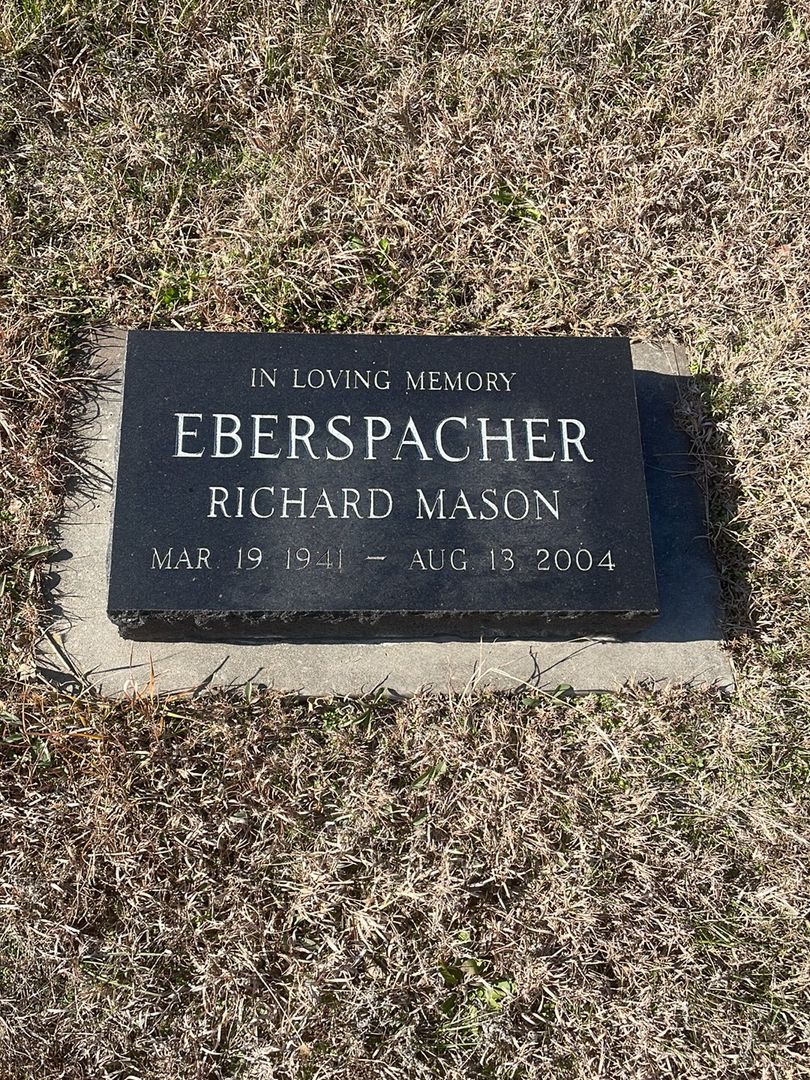 IN LOVING MEMORY
EBERSPACHER
RICHARD MASON
MAR. 19, 1941 – AUG. 13, 2004